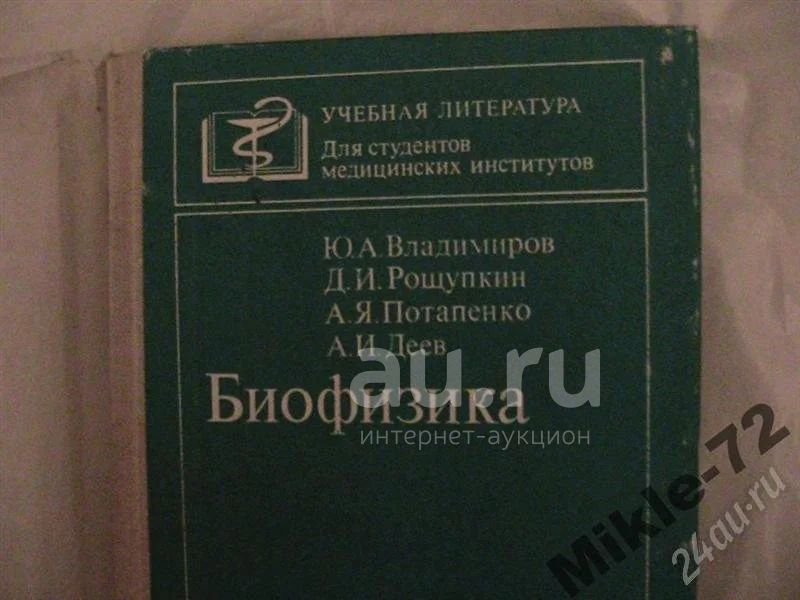 УЧЕБНАЯ ЛИТЕРАТУРА
Для студентов
медицинских институтов
Ю.А.Владимиров
Д.И.Рощупкин
А.Я.Потапенко
А.И.Деев
Биофизика
au.ru
интернет-аукцион
Mikle-72
24au.ru